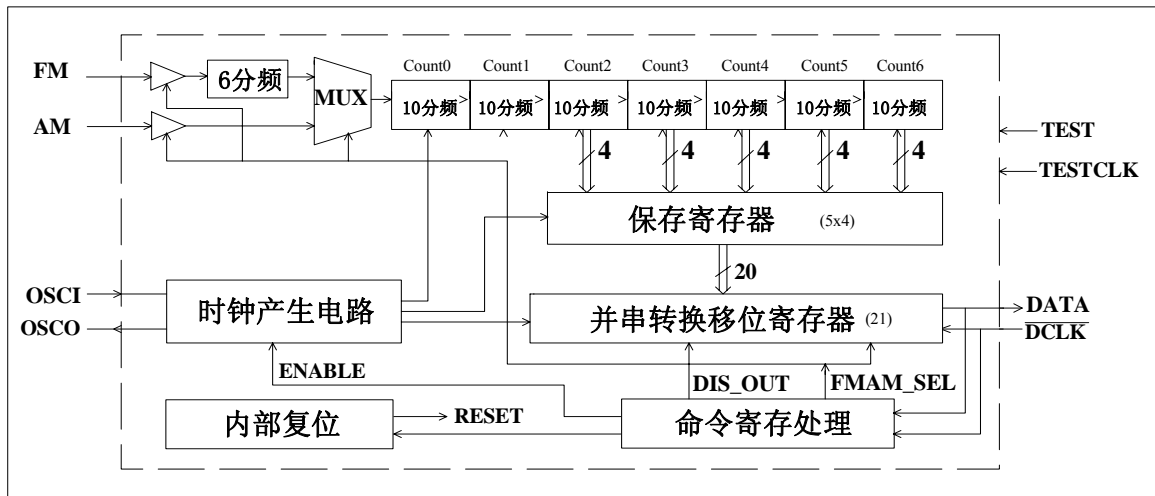 Count0 Count1 Count2 Count3 Count4 Count5 Count6
FM
6分频
MUX
10分频 10分频 10分频 10分频 10分频 10分频 10分频
AM
TEST
4 4 4 4 4
TESTCLK
保存寄存器 (5x4)
20
OSCI
时钟产生电路
并串转换移位寄存器 (21)
DATA
OSCO
DCLK
ENABLE
DIS_OUT
FMAM_SEL
内部复位
RESET
命令寄存处理